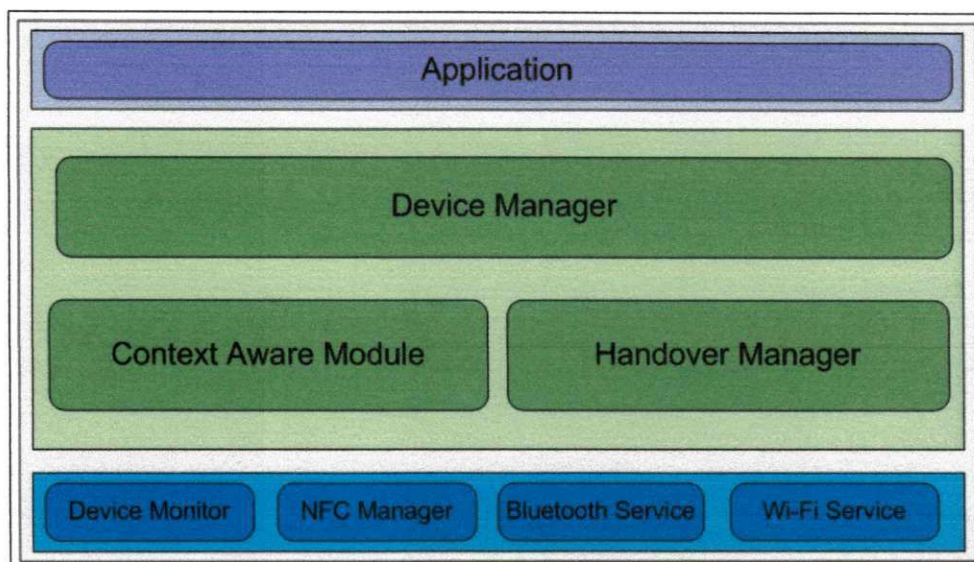 Application
Device Manager
Context Aware Module
Handover Manager
Device Monitor
NFC Manager
Bluetooth Service
Wi-Fi Service